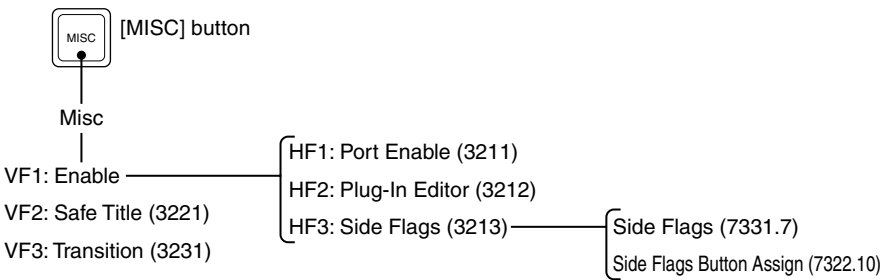 MISC
[MISC] button
Misc
VF1: Enable
HF1: Port Enable (3211)
HF2: Plug-In Editor (3212)
HF3: Side Flags (3213)
Side Flags (7331.7)
Side Flags Button Assign (7322.10)
VF2: Safe Title (3221)
VF3: Transition (3231)